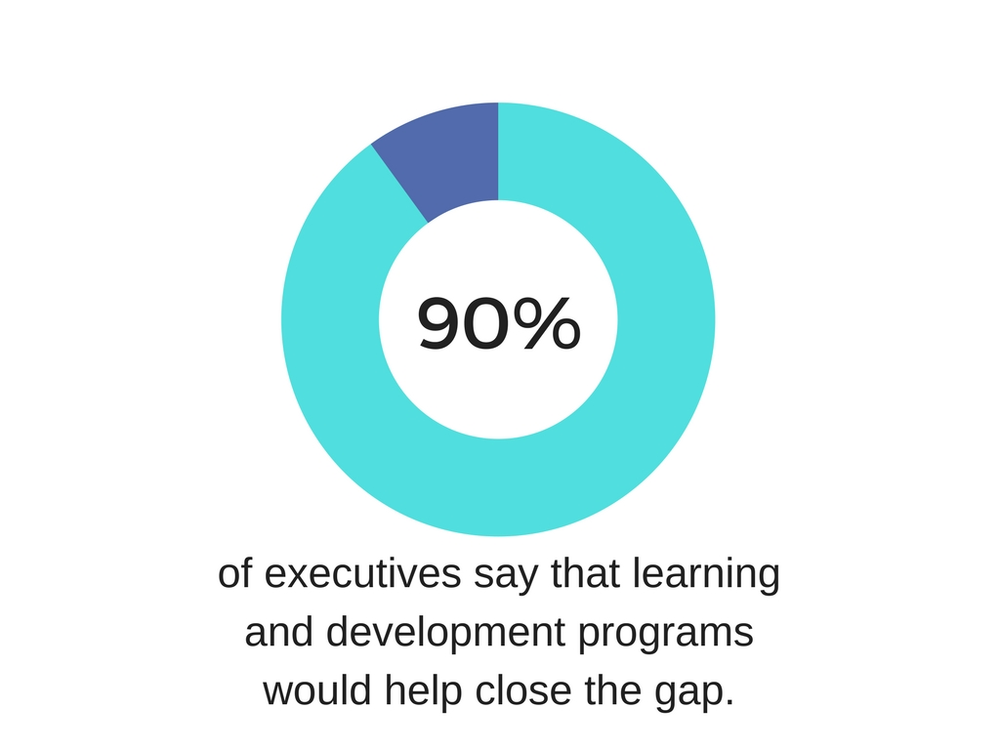 90%
of executives say that learning
and development programs
would help close the gap.